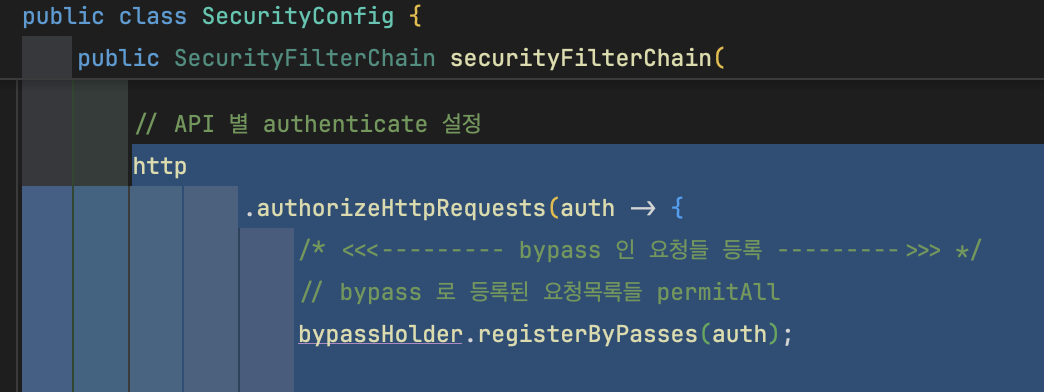 public class SecurityConfig {
public SecurityFilterChain securityFilterChain(
// API 별 authenticate 설정
http
.authorizeHttpRequests(auth -> {
/* <<<--------- bypass 인 요청들 등록 --------->>> */
// bypass 로 등록된 요청목록들 permitAll
bypassHolder.registerByPasses(auth);